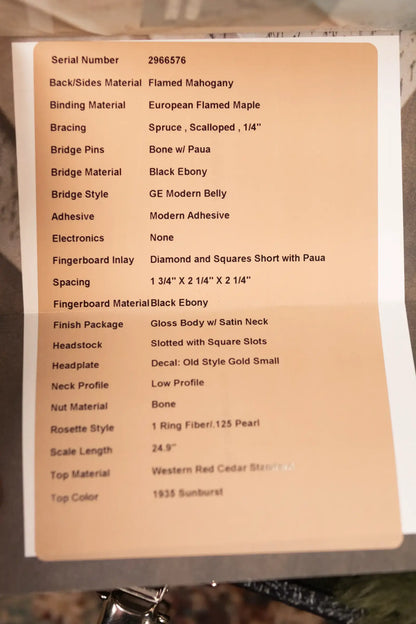 Serial Number 2966576
Back/Sides Material Flamed Mahogany
Binding Material European Flamed Maple
Bracing Spruce , Scalloped , 1/4"
Bridge Pins Bone w/ Paua
Bridge Material Black Ebony
Bridge Style GE Modern Belly
Adhesive Modern Adhesive
Electronics None
Fingerboard Inlay Diamond and Squares Short with Paua
Spacing 1 3/4" X 2 1/4" X 2 1/4"
Fingerboard Material Black Ebony
Finish Package Gloss Body w/ Satin Neck
Headstock Slotted with Square Slots
Headplate Decal: Old Style Gold Small
Neck Profile Low Profile
Nut Material Bone
Rosette Style 1 Ring Fiber/.125 Pearl
Scale Length 24.9"
Top Material Western Red Cedar Standard
Top Color 1935 Sunburst